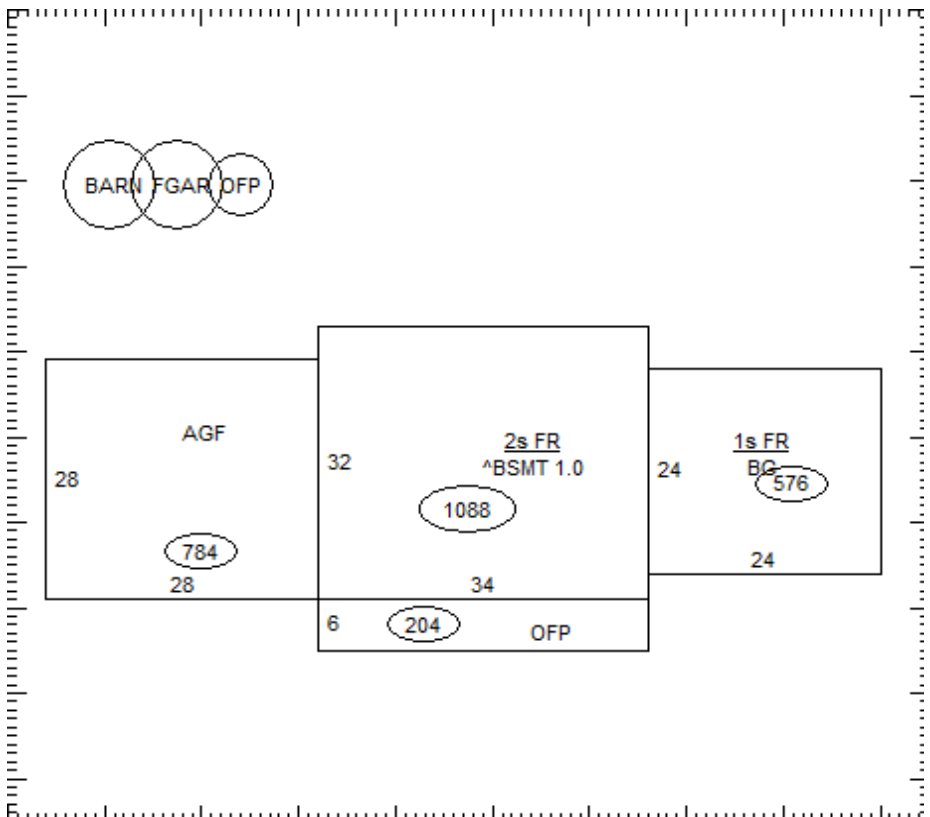 BARN FGAR OFP
AGF
28
784
28
32
2s FR
^BSMT 1.0
1088
34
24
1s FR
BG
576
24
6
204
OFP